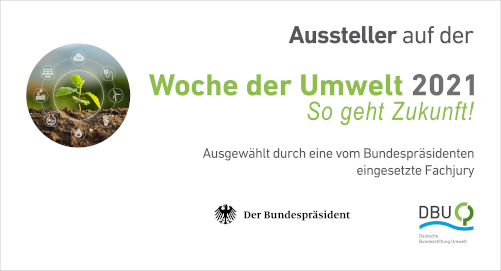 Aussteller auf der
Woche der Umwelt 2021
So geht Zukunft!
Ausgewählt durch eine vom Bundespräsidenten
eingesetzte Fachjury
Der Bundespräsident
DBU
Deutsche
Bundesstiftung Umwelt